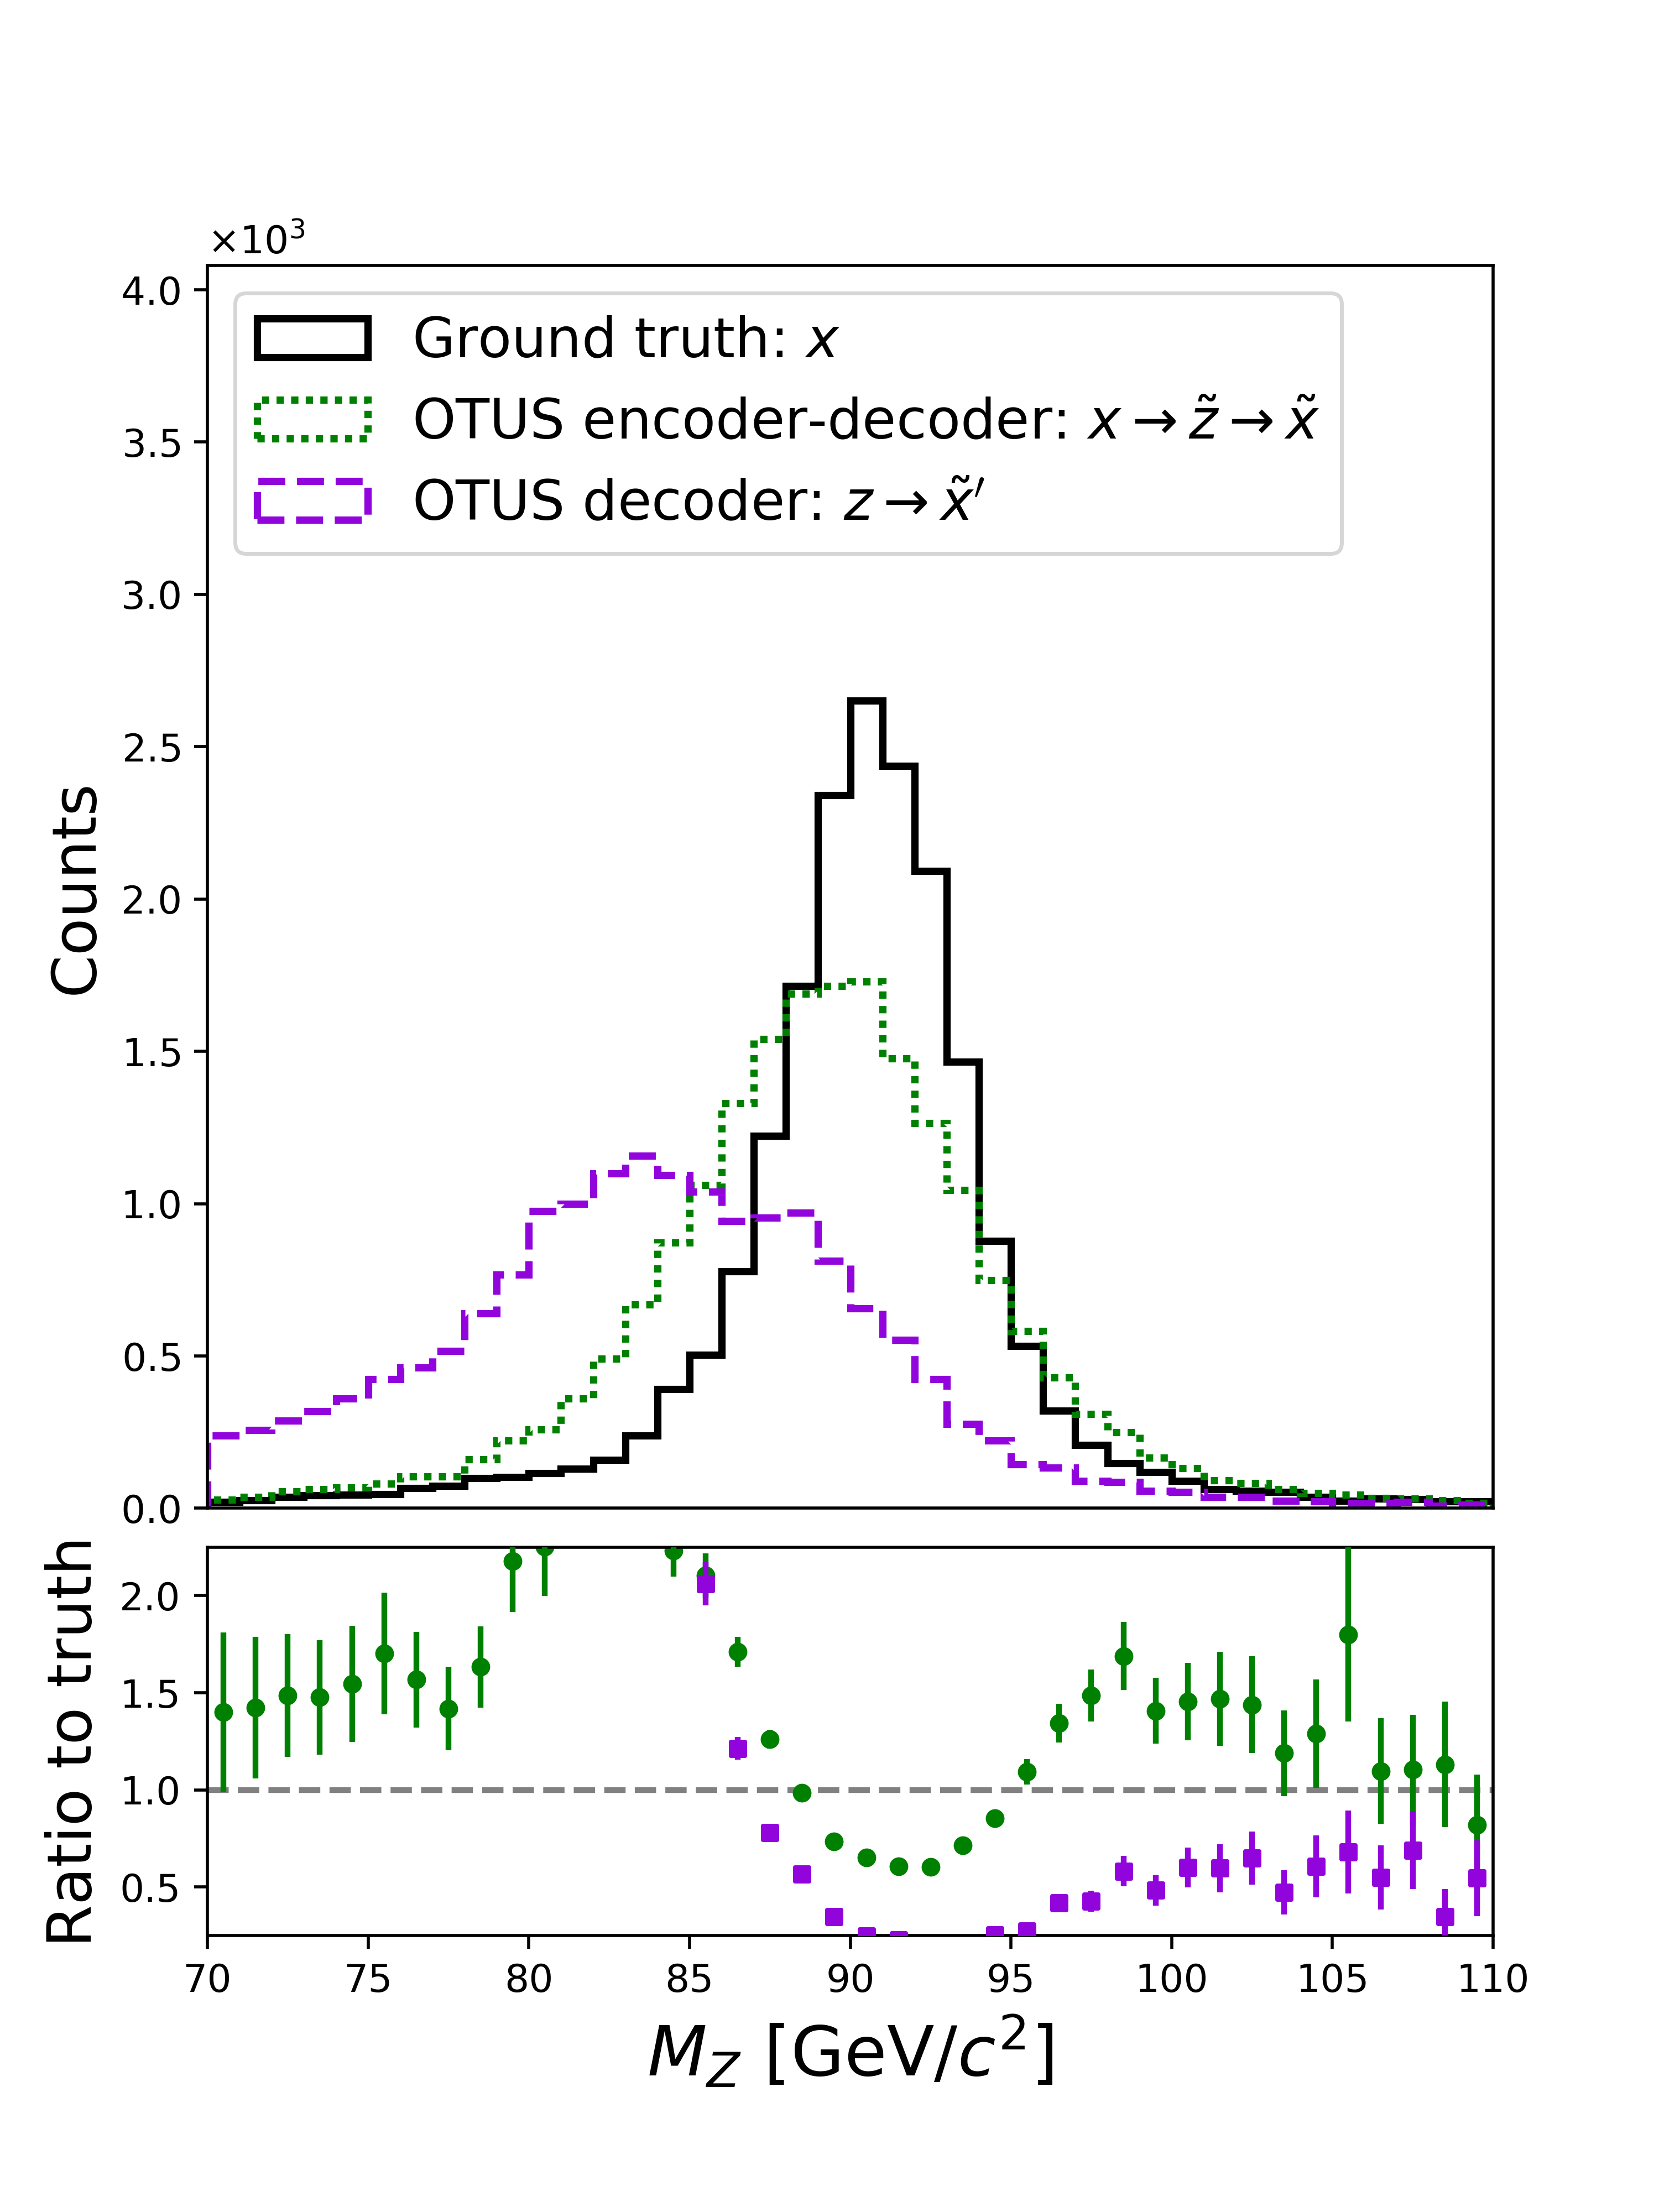 ×10³
4.0
3.5
3.0
2.5
2.0
1.5
1.0
0.5
0.0
Counts
Ground truth: x
OTUS encoder-decoder: x → z̃ → x̃
OTUS decoder: z → x̃′
2.0
1.5
1.0
0.5
Ratio to truth
70 75 80 85 90 95 100 105 110
M_Z [GeV/c²]